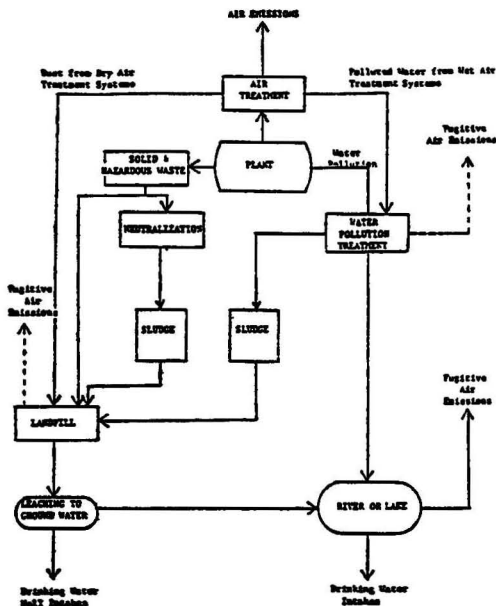 AIR EMISSIONS
Dust from Dry Air
Treatment Systems
Polluted Water from Wet Air
Treatment Systems
AIR
TREATMENT
Fugitive
Air Emissions
SOLID &
HAZARDOUS WASTE
PLANT
Water
Pollution
NEUTRALIZATION
WATER
POLLUTION
TREATMENT
Fugitive
Air
Emissions
SLUDGE
SLUDGE
Fugitive
Air
Emissions
LANDFILL
LEACHING TO
GROUND WATER
RIVER OR LAKE
Drinking Water
Well Intakes
Drinking Water
Intakes